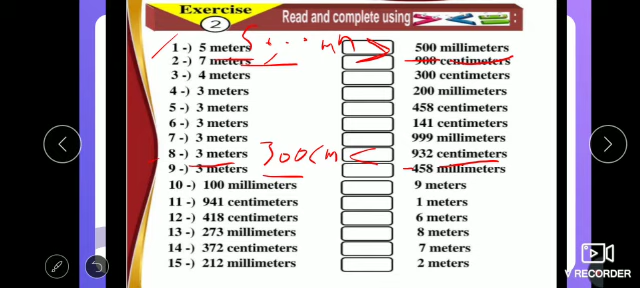 Exercise
2
Read and complete using > < = :
1 -) 5 meters 5... mm > 500 millimeters
2 -) 7 meters 900 centimeters
3 -) 4 meters 300 centimeters
4 -) 3 meters 200 millimeters
5 -) 3 meters 458 centimeters
6 -) 3 meters 141 centimeters
7 -) 3 meters 999 millimeters
8 -) 3 meters 300cm < 932 centimeters
9 -) 3 meters 458 millimeters
10 -) 100 millimeters 9 meters
11 -) 941 centimeters 1 meters
12 -) 418 centimeters 6 meters
13 -) 273 millimeters 8 meters
14 -) 372 centimeters 7 meters
15 -) 212 millimeters 2 meters
V RECORDER